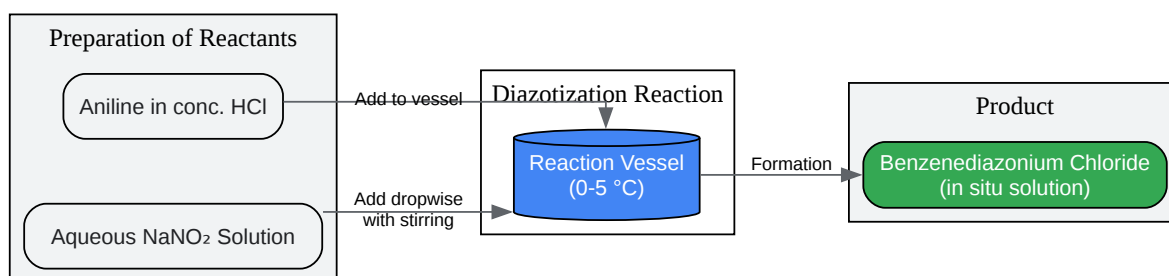 Preparation of Reactants
Aniline in conc. HCl
Add to vessel
Aqueous NaNO₂ Solution
Add dropwise
with stirring
Diazotization Reaction
Reaction Vessel
(0-5 °C)
Formation
Product
Benzenediazonium Chloride
(in situ solution)